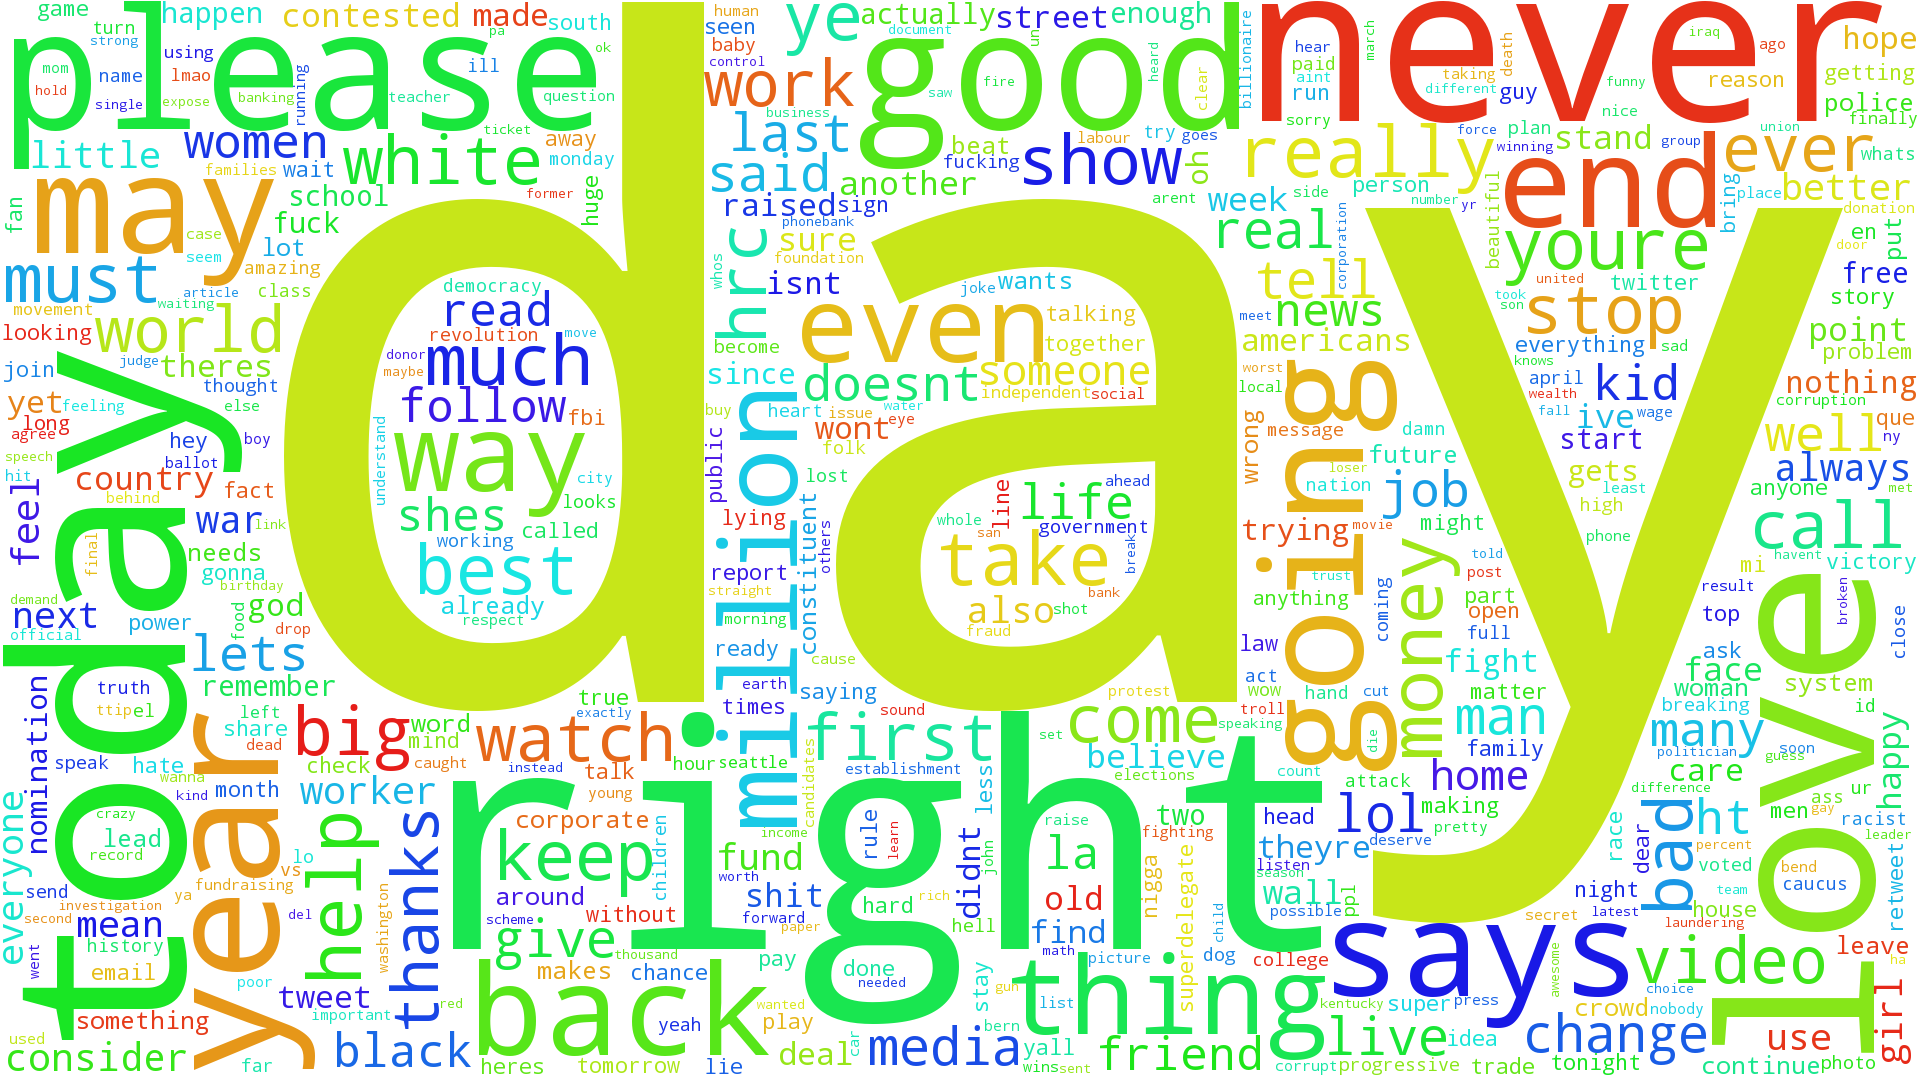 game
happen
contested
made
south
ye
actually
street
enough
never
iraq
ago
hope
turn
strong
using
pa
ok
human
seen
baby
control
document
un
good
hear
paid
aint
run
march
taking
different
death
guy
funny
reason
getting
please
mom
hold
name
lmao
single
expose
banking
running
teacher
ill
question
work
business
saw
fire
heard
clear
billionaire
sorry
nice
police
finally
little
women
white
ticket
away
monday
last
beat
labour
try
goes
fucking
show
oh
really
force
winning
plan
stand
group
union
ever
whats
end
families
wait
school
former
huge
said
another
arent
week
side
person
number
yr
beautiful
bring
place
better
donation
may
fan
case
seem
fuck
lot
raised
sign
phonebank
hrc
sure
foundation
real
corporation
youre
en
put
door
must
amazing
article
class
waiting
day
whos
isnt
joke
wants
tell
united
twitter
free
movement
looking
world
democracy
read
revolution
move
become
even
talking
together
meet
news
americans
took
son
stop
story
point
problem
join
judge
theres
thought
donor
maybe
much
since
doesnt
someone
independent
social
worst
local
everything
sad
knows
april
wealth
kid
nothing
corruption
yet
feeling
else
long
agree
today
hey
boy
ballot
follow
fbi
buy
heart
issue
water
eye
wont
folk
wrong
message
going
damn
fall
wage
ive
start
que
ny
well
speech
hit
country
behind
fact
understand
way
city
looks
public
million
lost
lying
constituent
others
line
life
ahead
government
future
loser
nation
job
gets
least
high
always
anyone
met
feel
war
link
final
needs
gonna
birthday
shes
called
working
best
report
straight
whole
san
take
break
bank
trying
movie
might
money
told
post
phone
call
havent
victory
mi
demand
next
official
power
food
god
drop
already
respect
morning
ready
cause
also
shot
fraud
anything
trust
law
coming
part
open
full
result
top
broken
love
close
lets
remember
truth
ttip
el
left
share
dead
true
exactly
earth
times
saying
protest
act
wow
troll
hand
cut
fight
matter
ask
face
woman
system
id
nomination
speak
hate
wanna
kind
year
big
word
mind
check
caught
watch
instead
right
hour
seattle
sound
first
establishment
set
come
speaking
believe
elections
die
count
man
family
breaking
many
politician
guess
soon
happy
everyone
crazy
lead
record
month
worker
talk
young
corporate
candidates
income
less
attack
home
making
pretty
difference
care
men
ass
gay
ur
racist
leader
lo
vs
help
thanks
keep
children
fund
worth
rule
learn
john
raise
la
two
fighting
head
theyre
lol
deserve
race
dear
bad
ht
percent
voted
send
fundraising
ya
investigation
second
del
washington
around
scheme
without
shit
forward
paper
hard
rich
didnt
hell
old
find
nigga
superdelegate
listen
season
wall
possible
ppl
night
latest
team
house
bend
caucus
laundering
retweet
mean
history
went
email
poor
give
thousand
makes
chance
pay
done
needed
stay
math
picture
dog
child
college
says
secret
awesome
video
leave
ha
tweet
important
red
back
yeah
wanted
play
gun
list
thing
kentucky
super
press
crowd
choice
nobody
girl
something
used
consider
far
black
heres
tomorrow
lie
deal
car
media
bern
yall
wins
sent
friend
corrupt
live
progressive
idea
trade
change
tonight
use
continue
photo